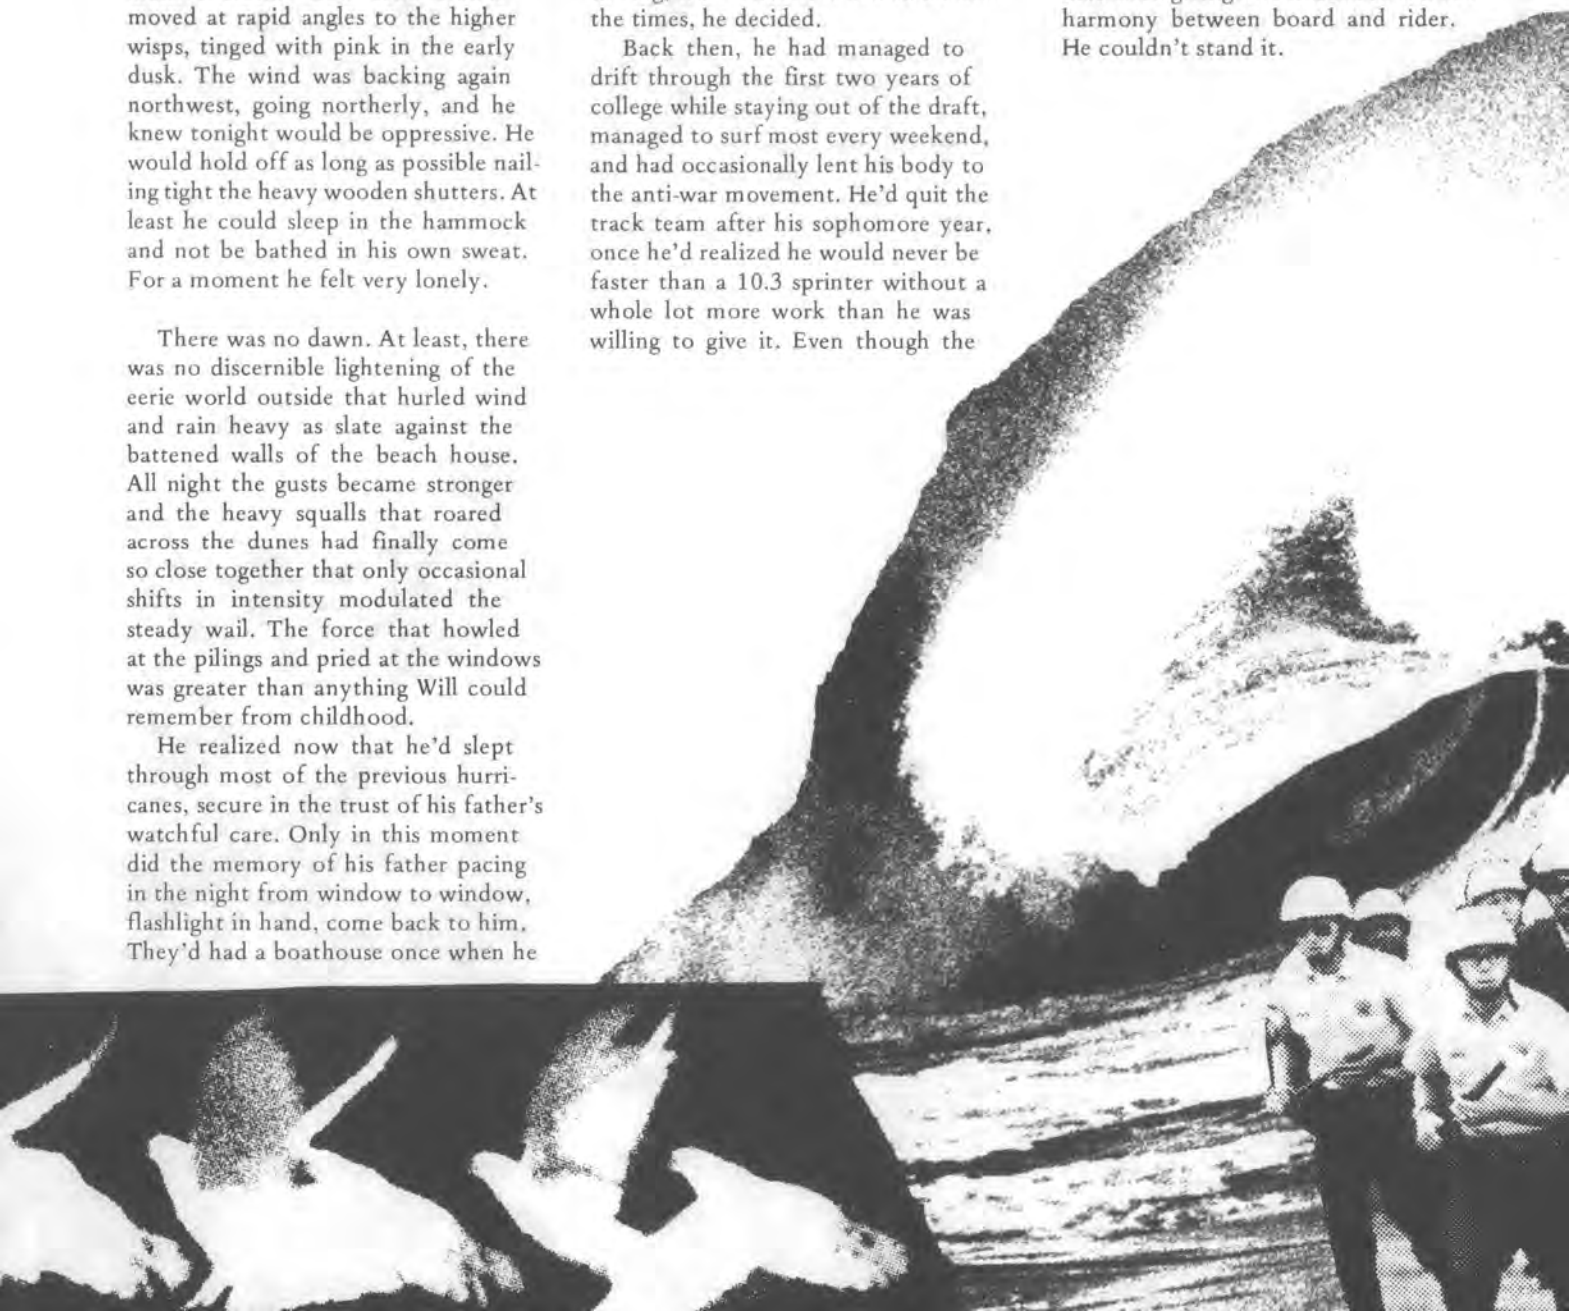 moved at rapid angles to the higher
wisps, tinged with pink in the early
dusk. The wind was backing again
northwest, going northerly, and he
knew tonight would be oppressive. He
would hold off as long as possible nail-
ing tight the heavy wooden shutters. At
least he could sleep in the hammock
and not be bathed in his own sweat.
For a moment he felt very lonely.
There was no dawn. At least, there
was no discernible lightening of the
eerie world outside that hurled wind
and rain heavy as slate against the
battened walls of the beach house.
All night the gusts became stronger
and the heavy squalls that roared
across the dunes had finally come
so close together that only occasional
shifts in intensity modulated the
steady wail. The force that howled
at the pilings and pried at the windows
was greater than anything Will could
remember from childhood.
He realized now that he'd slept
through most of the previous hurri-
canes, secure in the trust of his father's
watchful care. Only in this moment
did the memory of his father pacing
in the night from window to window,
flashlight in hand, come back to him.
They'd had a boathouse once when he
the times, he decided.
Back then, he had managed to
drift through the first two years of
college while staying out of the draft,
managed to surf most every weekend,
and had occasionally lent his body to
the anti-war movement. He'd quit the
track team after his sophomore year,
once he'd realized he would never be
faster than a 10.3 sprinter without a
whole lot more work than he was
willing to give it. Even though the
harmony between board and rider.
He couldn't stand it.